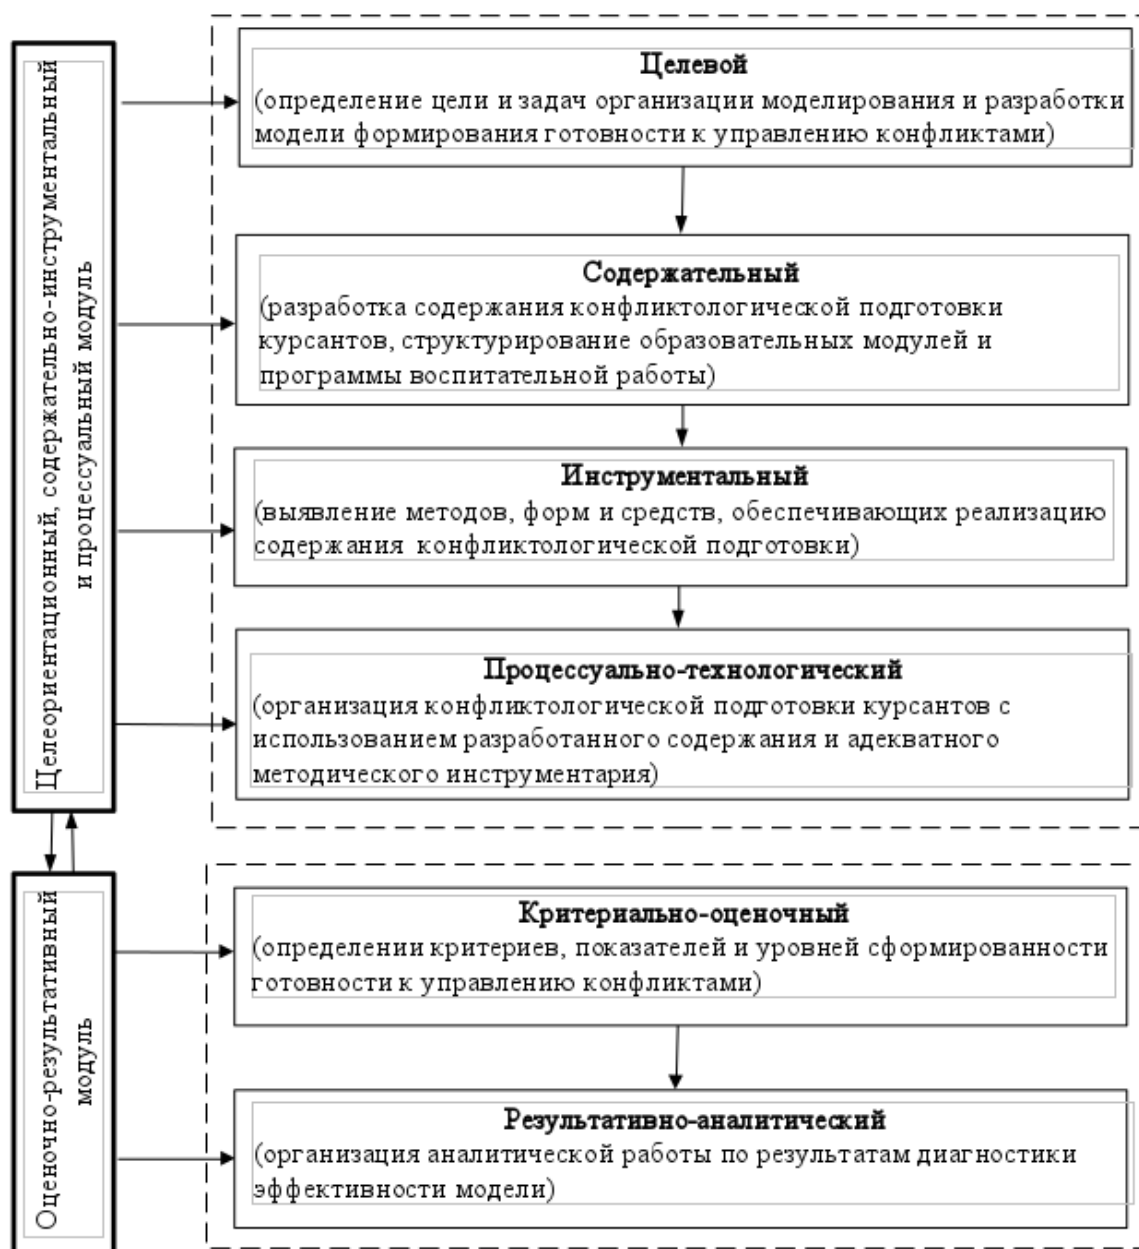 Целеориентационный, содержательно-инструментальный
и процессуальный модуль
Целевой
(определение цели и задач организации моделирования и разработки
модели формирования готовности к управлению конфликтами)
Содержательный
(разработка содержания конфликтологической подготовки
курсантов, структурирование образовательных модулей и
программы воспитательной работы)
Инструментальный
(выявление методов, форм и средств, обеспечивающих реализацию
содержания конфликтологической подготовки)
Процессуально-технологический
(организация конфликтологической подготовки курсантов с
использованием разработанного содержания и адекватного
методического инструментария)
Оценочно-результативный
модуль
Критериально-оценочный
(определении критериев, показателей и уровней сформированности
готовности к управлению конфликтами)
Результативно-аналитический
(организация аналитической работы по результатам диагностики
эффективности модели)